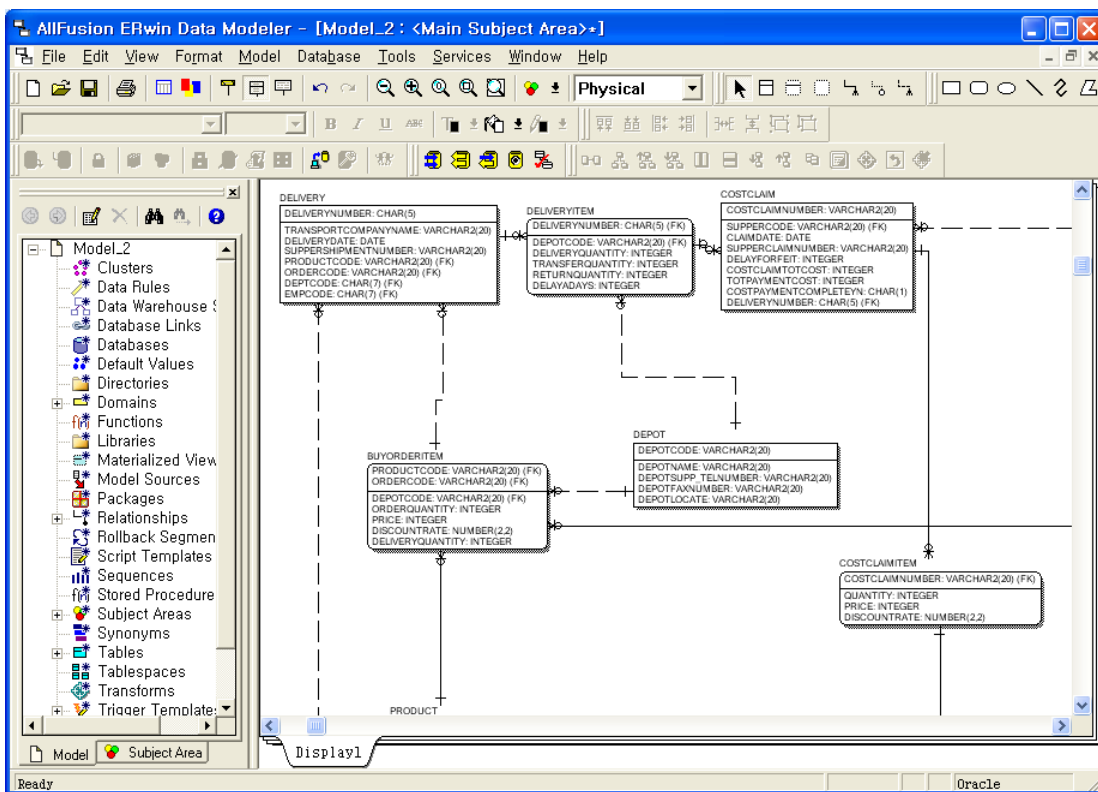 AllFusion ERwin Data Modeler - [Model_2 : <Main Subject Area>*]
File Edit View Format Model Database Tools Services Window Help
Physical
B I U ABC
Model_2
Clusters
Data Rules
Data Warehouse S
Database Links
Databases
Default Values
Directories
Domains
Functions
Libraries
Materialized View
Model Sources
Packages
Relationships
Rollback Segmen
Script Templates
Sequences
Stored Procedure
Subject Areas
Synonyms
Tables
Tablespaces
Transforms
Trigger Template:
Model Subject Area
DELIVERY
DELIVERYNUMBER: CHAR(5)
TRANSPORTCOMPANYNAME: VARCHAR2(20)
DELIVERYDATE: DATE
SUPPERSHIPMENTNUMBER: VARCHAR2(20)
PRODUCTCODE: VARCHAR2(20) (FK)
ORDERCODE: VARCHAR2(20) (FK)
DEPTCODE: CHAR(7) (FK)
EMPCODE: CHAR(7) (FK)
DELIVERYITEM
DELIVERYNUMBER: CHAR(5) (FK)
DEPOTCODE: VARCHAR2(20) (FK)
DELIVERYQUANTITY: INTEGER
TRANSFERQUANTITY: INTEGER
RETURNQUANTITY: INTEGER
DELAYADAYS: INTEGER
COSTCLAIM
COSTCLAIMNUMBER: VARCHAR2(20)
SUPPERCODE: VARCHAR2(20) (FK)
CLAIMDATE: DATE
SUPPERCLAIMNUMBER: VARCHAR2(20)
DELAYFORFEIT: INTEGER
COSTCLAIMTOTCOST: INTEGER
TOTPAYMENTCOST: INTEGER
COSTPAYMENTCOMPLETEYN: CHAR(1)
DELIVERYNUMBER: CHAR(5) (FK)
BUYORDERITEM
PRODUCTCODE: VARCHAR2(20) (FK)
ORDERCODE: VARCHAR2(20) (FK)
DEPOTCODE: VARCHAR2(20) (FK)
ORDERQUANTITY: INTEGER
PRICE: INTEGER
DISCOUNTRATE: NUMBER(2,2)
DELIVERYQUANTITY: INTEGER
DEPOT
DEPOTCODE: VARCHAR2(20)
DEPOTNAME: VARCHAR2(20)
DEPOTSUPP_TELNUMBER: VARCHAR2(20)
DEPOTFAXNUMBER: VARCHAR2(20)
DEPOTLOCATE: VARCHAR2(20)
COSTCLAIMITEM
COSTCLAIMNUMBER: VARCHAR2(20) (FK)
QUANTITY: INTEGER
PRICE: INTEGER
DISCOUNTRATE: NUMBER(2,2)
PRODUCT
Display1
Ready
Oracle